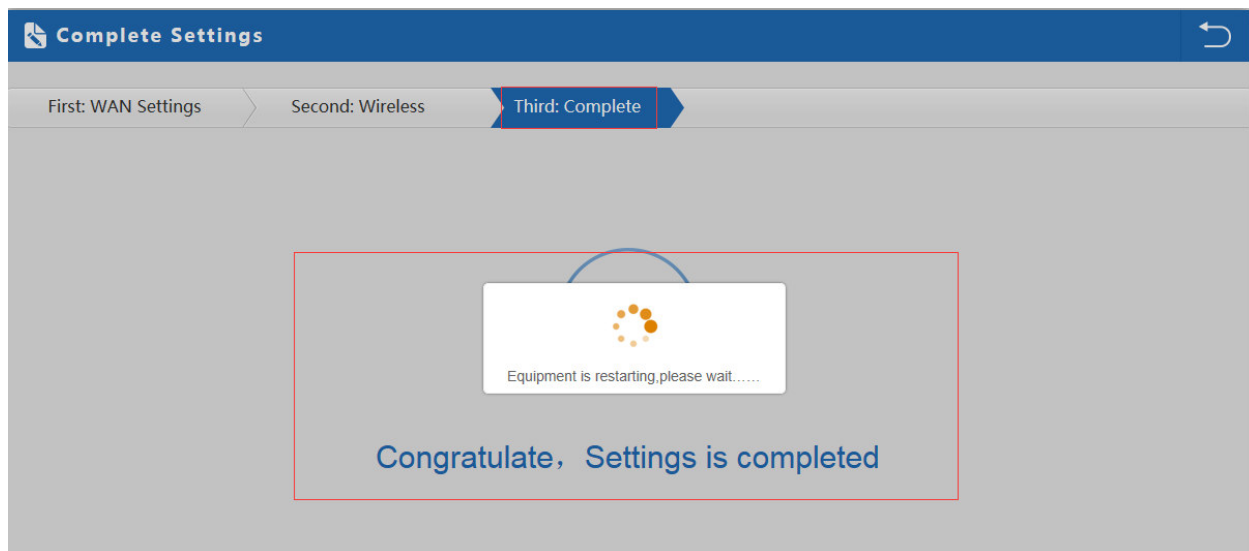 Complete Settings
First: WAN Settings
Second: Wireless
Third: Complete
Equipment is restarting,please wait......
Congratulate，Settings is completed